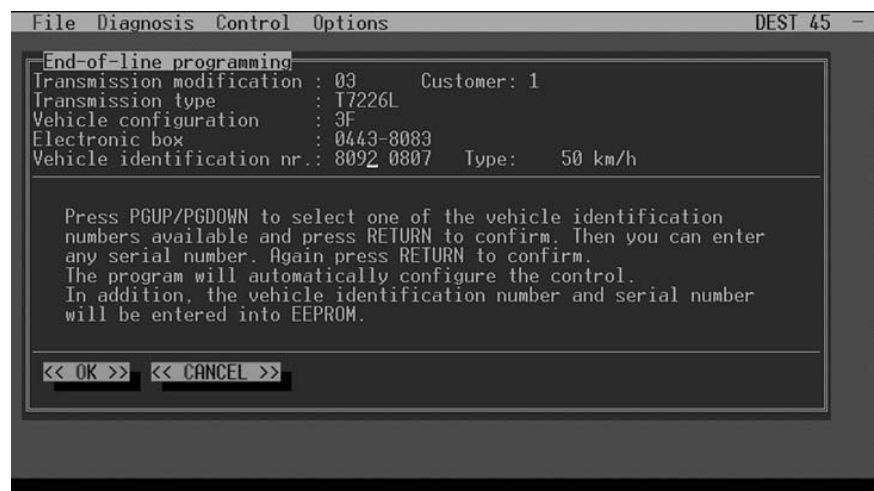 File Diagnosis Control Options DEST 45 -
End-of-line programming
Transmission modification : 03 Customer: 1
Transmission type : T7226L
Vehicle configuration : 3F
Electronic box : 0443-8083
Vehicle identification nr.: 8092 0807 Type: 50 km/h
Press PGUP/PGDOWN to select one of the vehicle identification
numbers available and press RETURN to confirm. Then you can enter
any serial number. Again press RETURN to confirm.
The program will automatically configure the control.
In addition, the vehicle identification number and serial number
will be entered into EEPROM.
<< OK >> << CANCEL >>